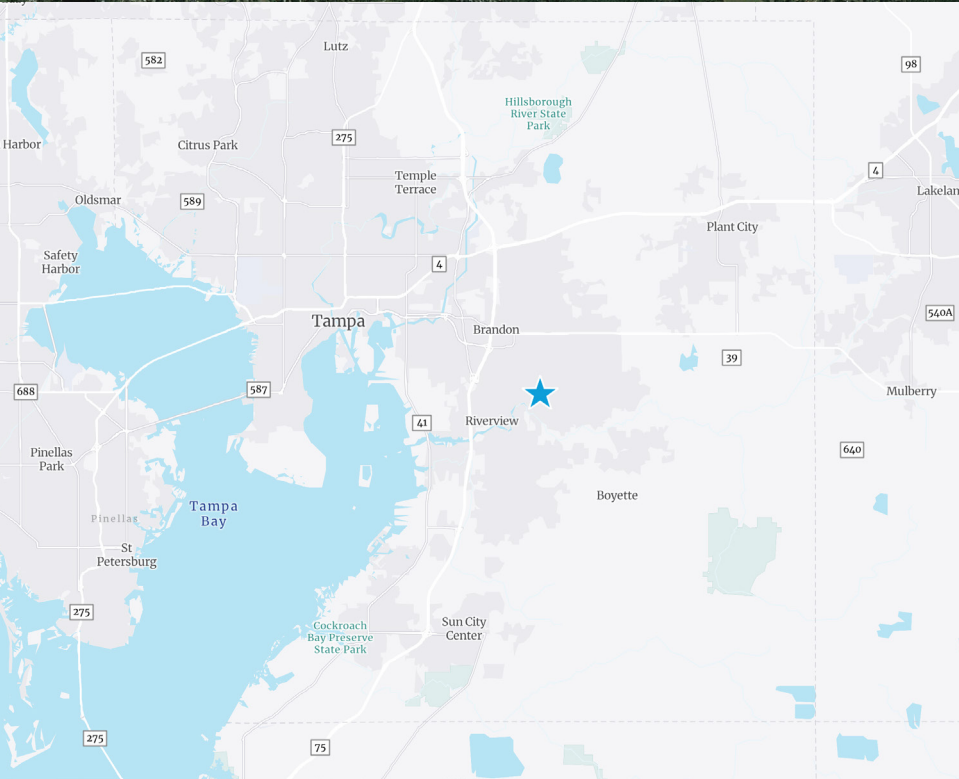 Lutz
582
98
Hillsborough
River State
Park
275
Harbor
Citrus Park
4
Temple
Terrace
Lakelan
589
Oldsmar
Plant City
Safety
Harbor
4
540A
Tampa
Brandon
39
688
587
Mulberry
41
Riverview
640
Pinellas
Park
Boyette
Tampa
Bay
Pinellas
St
Petersburg
275
Sun City
Center
Cockroach
Bay Preserve
State Park
275
75